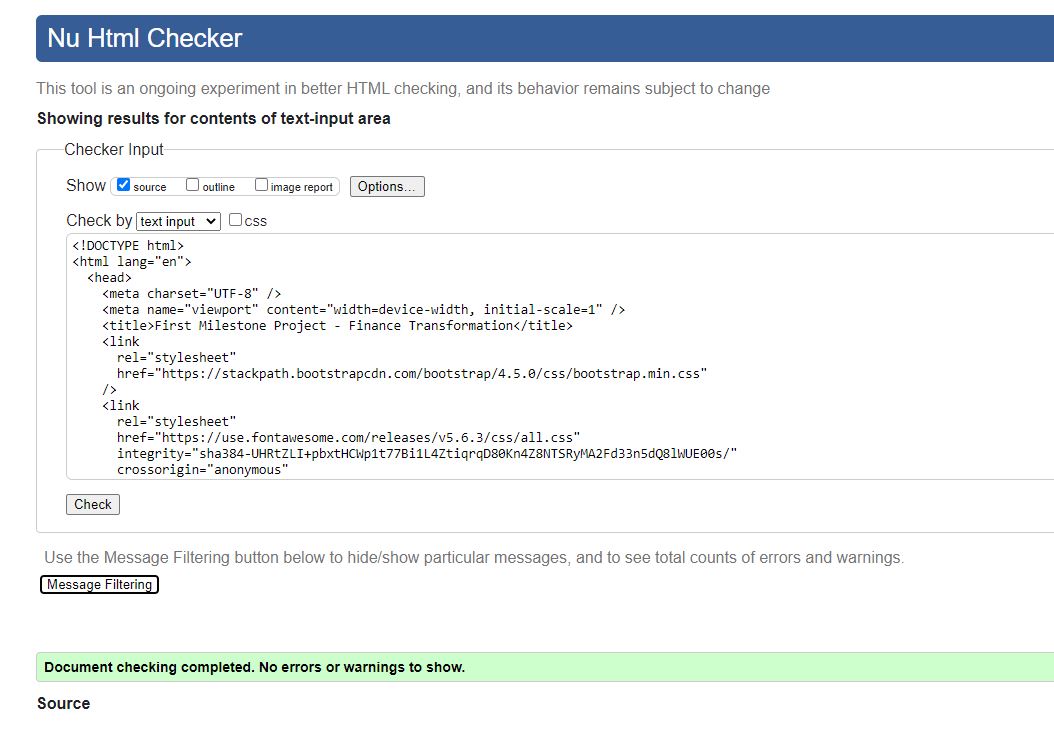 Nu Html Checker
This tool is an ongoing experiment in better HTML checking, and its behavior remains subject to change
Showing results for contents of text-input area
Checker Input
Show source outline image report Options...
Check by text input css
<!DOCTYPE html>
<html lang="en">
<head>
<meta charset="UTF-8" />
<meta name="viewport" content="width=device-width, initial-scale=1" />
<title>First Milestone Project - Finance Transformation</title>
<link
rel="stylesheet"
href="https://stackpath.bootstrapcdn.com/bootstrap/4.5.0/css/bootstrap.min.css"
/>
<link
rel="stylesheet"
href="https://use.fontawesome.com/releases/v5.6.3/css/all.css"
integrity="sha384-UHRtZLI+pbxtHCWp1t77Bi1L4ZtiqrqD80Kn4Z8NTSRyMA2Fd33n5dQ8lWUE00s/"
crossorigin="anonymous"
Check
Use the Message Filtering button below to hide/show particular messages, and to see total counts of errors and warnings.
Message Filtering
Document checking completed. No errors or warnings to show.
Source